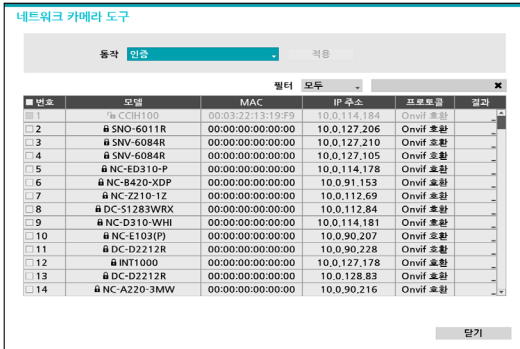 네트워크 카메라 도구
동작 인증 적용
필터 모두
번호 모델 MAC IP 주소 프로토콜 결과
1 CCIH100 00:03:22:13:19:F9 10.0.114.184 Onvif 호환
2 SNO-6011R 00:00:00:00:00:00 10.0.127.206 Onvif 호환 _
3 SNV-6084R 00:00:00:00:00:00 10.0.127.210 Onvif 호환 _
4 SNV-6084R 00:00:00:00:00:00 10.0.127.105 Onvif 호환 _
5 NC-ED310-P 00:00:00:00:00:00 10.0.114.178 Onvif 호환 _
6 NC-B420-XDP 00:00:00:00:00:00 10.0.91.153 Onvif 호환 _
7 NC-Z210-1Z 00:00:00:00:00:00 10.0.112.69 Onvif 호환 _
8 DC-S1283WRX 00:00:00:00:00:00 10.0.112.84 Onvif 호환 _
9 NC-D310-WHI 00:00:00:00:00:00 10.0.114.181 Onvif 호환 _
10 NC-E103(P) 00:00:00:00:00:00 10.0.90.207 Onvif 호환 _
11 DC-D2212R 00:00:00:00:00:00 10.0.90.228 Onvif 호환 _
12 INT1000 00:00:00:00:00:00 10.0.127.178 Onvif 호환 _
13 DC-D2212R 00:00:00:00:00:00 10.0.128.83 Onvif 호환 _
14 NC-A220-3MW 00:00:00:00:00:00 10.0.90.216 Onvif 호환 _
닫기